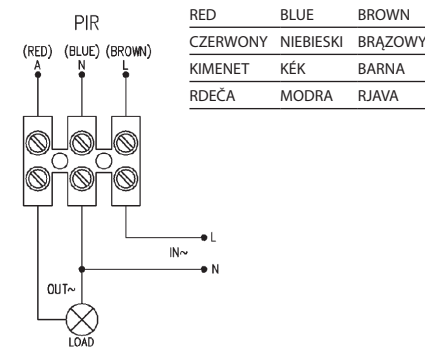 PIR
(RED) (BLUE) (BROWN)
A N L
L
IN~
N
OUT~
LOAD
RED BLUE BROWN
CZERWONY NIEBIESKI BRĄZOWY
KIMENET KÉK BARNA
RDEČA MODRA RJAVA